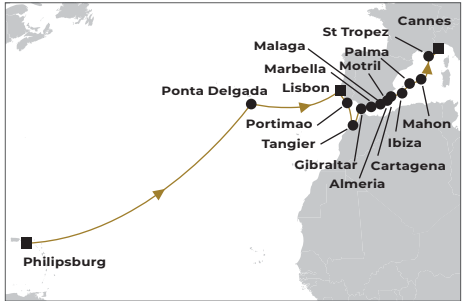 Cannes
St Tropez
Malaga
Palma
Motril
Marbella
Lisbon
Ponta Delgada
Portimao
Mahon
Tangier
Ibiza
Gibraltar
Cartagena
Almeria
Philipsburg